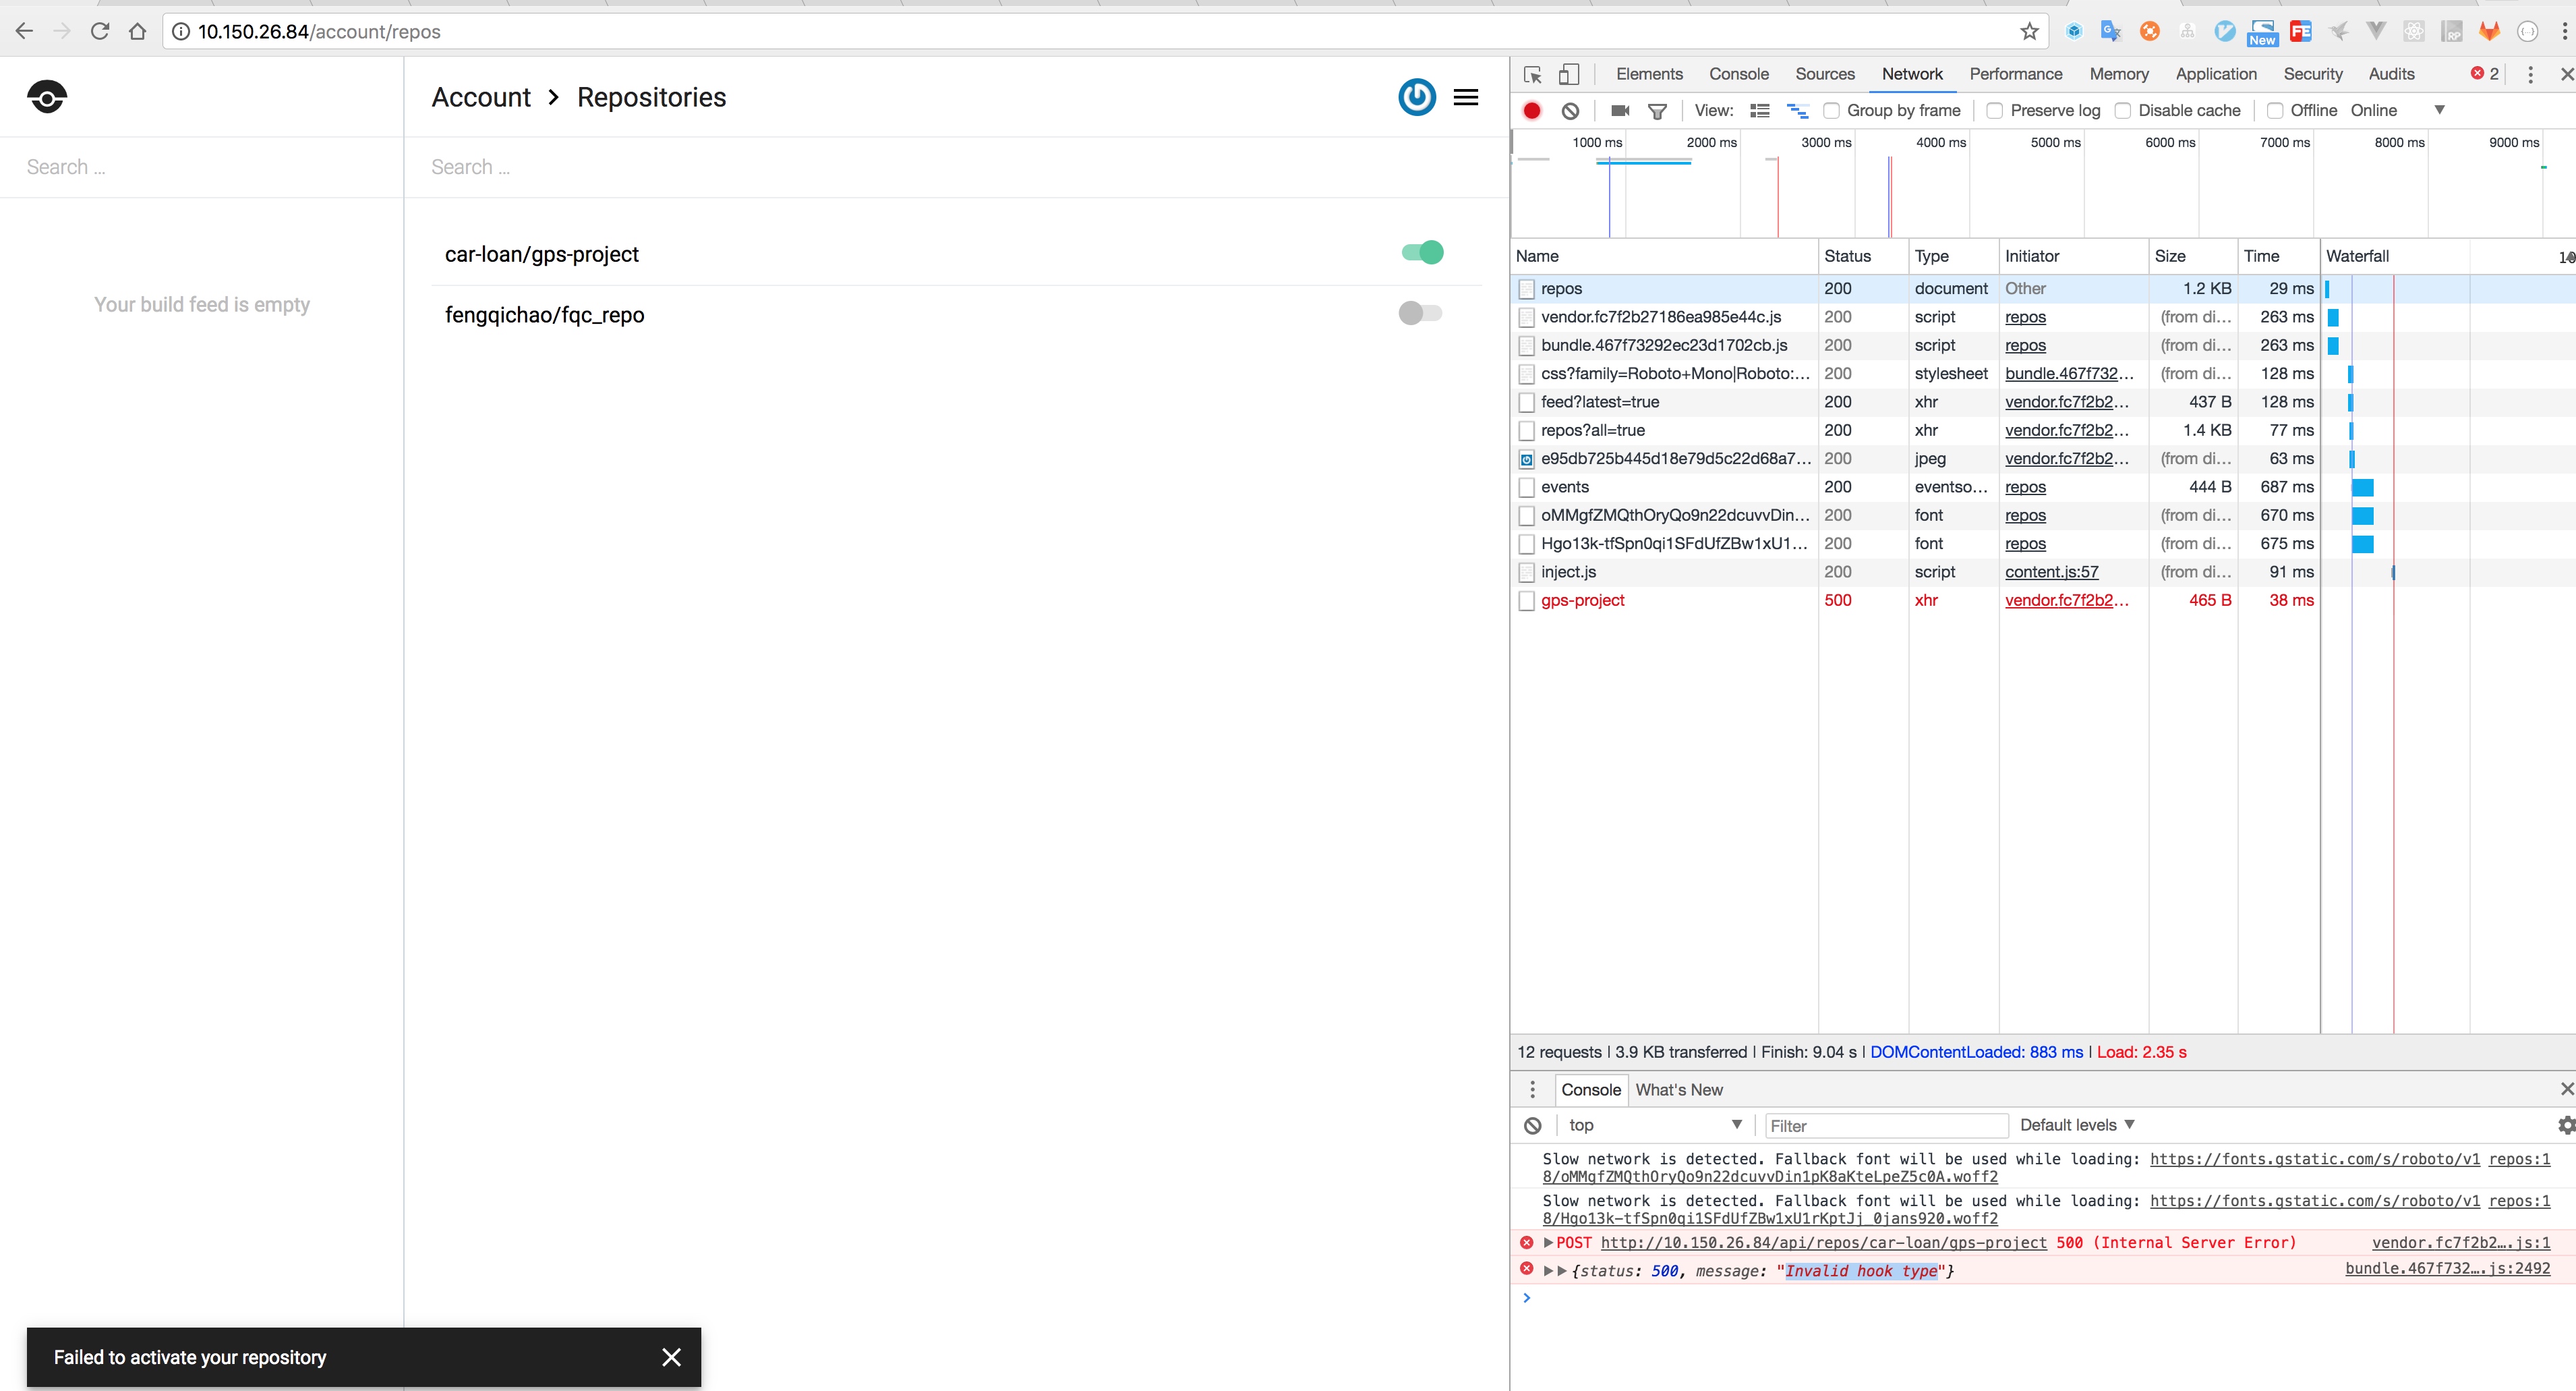 10.150.26.84/account/repos
New
FE
RP
Account > Repositories
Search ...
Search ...
Your build feed is empty
car-loan/gps-project
fengqichao/fqc_repo
Failed to activate your repository
Elements Console Sources Network Performance Memory Application Security Audits 2
View: Group by frame Preserve log Disable cache Offline Online
1000 ms 2000 ms 3000 ms 4000 ms 5000 ms 6000 ms 7000 ms 8000 ms 9000 ms
Name Status Type Initiator Size Time Waterfall
repos 200 document Other 1.2 KB 29 ms
vendor.fc7f2b27186ea985e44c.js 200 script repos (from di... 263 ms
bundle.467f73292ec23d1702cb.js 200 script repos (from di... 263 ms
css?family=Roboto+Mono|Roboto:... 200 stylesheet bundle.467f732... (from di... 128 ms
feed?latest=true 200 xhr vendor.fc7f2b2... 437 B 128 ms
repos?all=true 200 xhr vendor.fc7f2b2... 1.4 KB 77 ms
e95db725b445d18e79d5c22d68a7... 200 jpeg vendor.fc7f2b2... (from di... 63 ms
events 200 eventso... repos 444 B 687 ms
oMMgfZMQthOryQo9n22dcuvvDin... 200 font repos (from di... 670 ms
Hgo13k-tfSpn0qi1SFdUfZBw1xU1... 200 font repos (from di... 675 ms
inject.js 200 script content.js:57 (from di... 91 ms
gps-project 500 xhr vendor.fc7f2b2... 465 B 38 ms
12 requests | 3.9 KB transferred | Finish: 9.04 s | DOMContentLoaded: 883 ms | Load: 2.35 s
Console What's New
top Filter Default levels
Slow network is detected. Fallback font will be used while loading: https://fonts.gstatic.com/s/roboto/v1 repos:1
8/oMMgfZMQthOryQo9n22dcuvvDin1pK8aKteLpeZ5c0A.woff2
Slow network is detected. Fallback font will be used while loading: https://fonts.gstatic.com/s/roboto/v1 repos:1
8/Hgo13k-tfSpn0qi1SFdUfZBw1xU1rKptJj_0jans920.woff2
POST http://10.150.26.84/api/repos/car-loan/gps-project 500 (Internal Server Error) vendor.fc7f2b2….js:1
{status: 500, message: "Invalid hook type"} bundle.467f732….js:2492